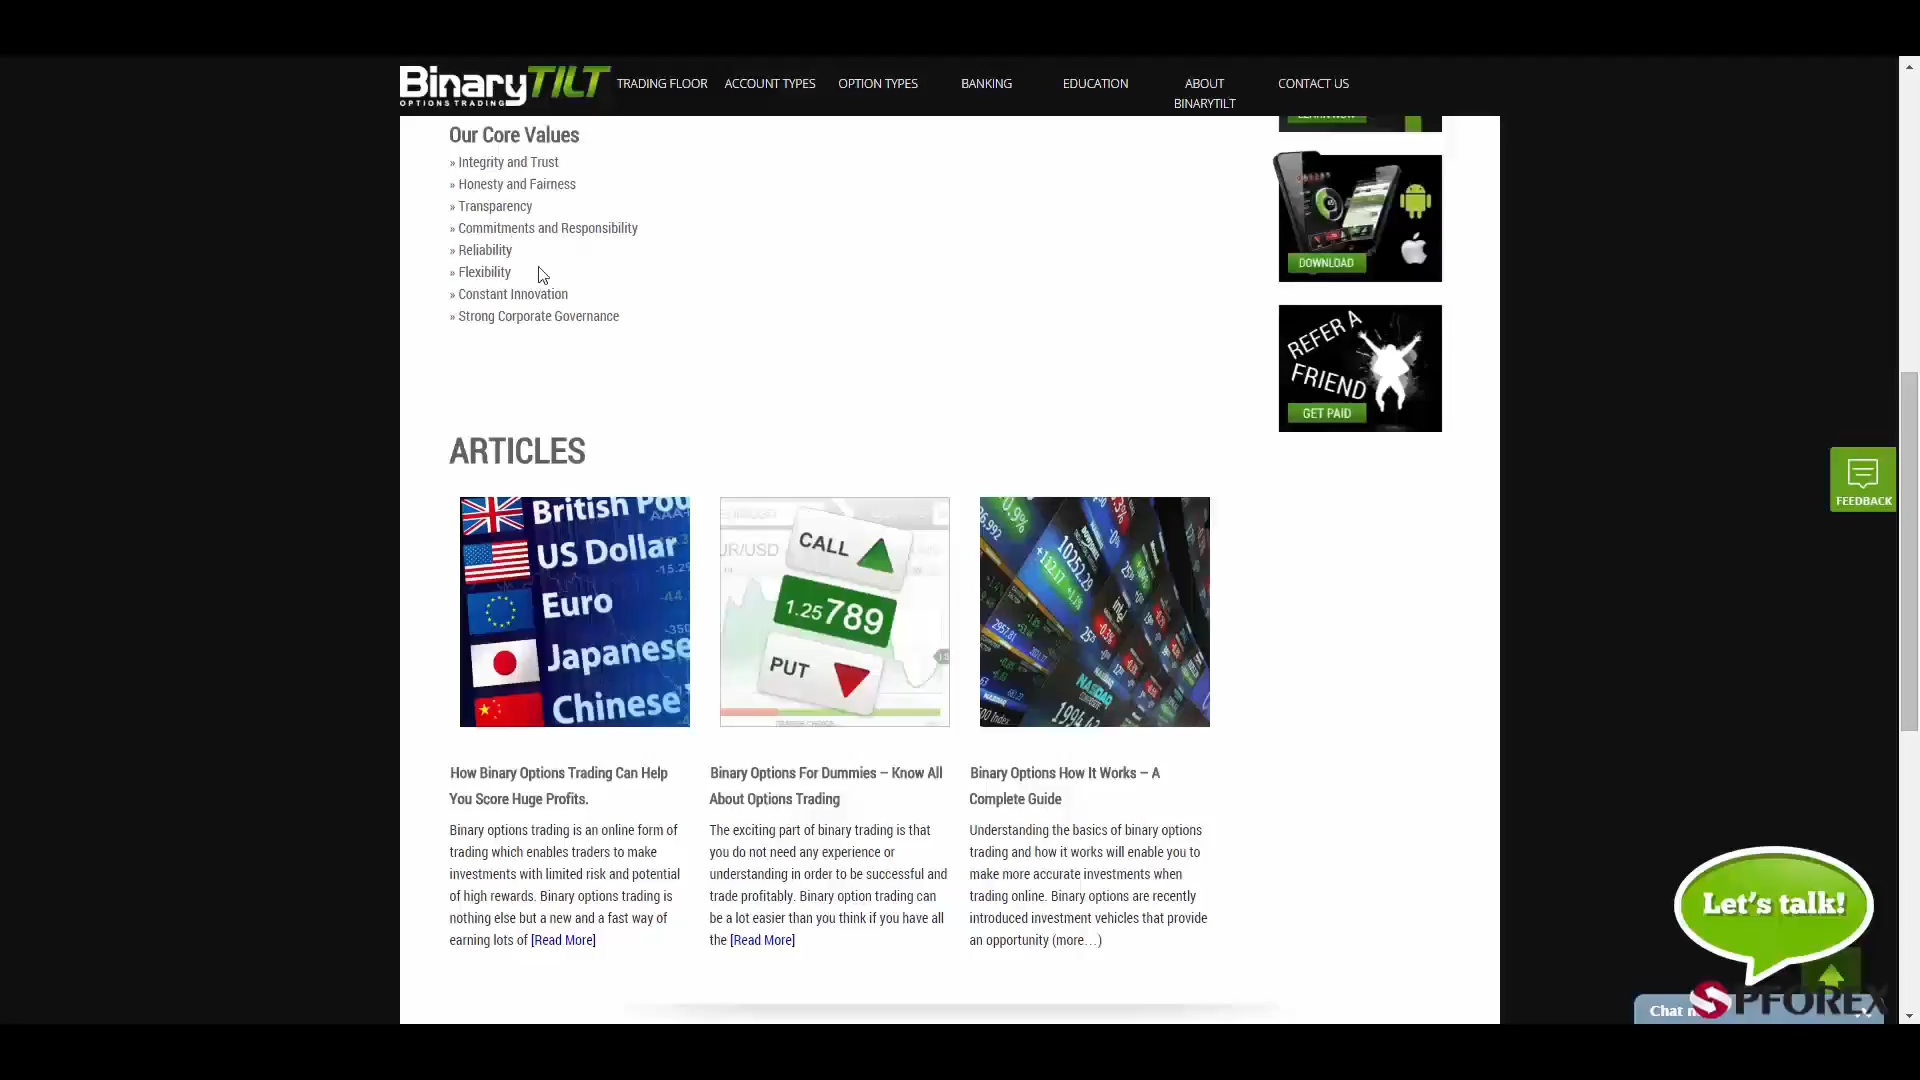 BinaryTILT
OPTIONS TRADING
TRADING FLOOR
ACCOUNT TYPES
OPTION TYPES
BANKING
EDUCATION
ABOUT
BINARYTILT
CONTACT US
Our Core Values
» Integrity and Trust
» Honesty and Fairness
» Transparency
» Commitments and Responsibility
» Reliability
» Flexibility
» Constant Innovation
» Strong Corporate Governance
DOWNLOAD
REFER A
FRIEND
GET PAID
FEEDBACK
ARTICLES
British Pou
US Dollar
Euro
Japanese
Chinese
CALL
1.25789
PUT
NASDAQ
How Binary Options Trading Can Help
You Score Huge Profits.
Binary options trading is an online form of
trading which enables traders to make
investments with limited risk and potential
of high rewards. Binary options trading is
nothing else but a new and a fast way of
earning lots of [Read More]
Binary Options For Dummies – Know All
About Options Trading
The exciting part of binary trading is that
you do not need any experience or
understanding in order to be successful and
trade profitably. Binary option trading can
be a lot easier than you think if you have all
the [Read More]
Binary Options How It Works – A
Complete Guide
Understanding the basics of binary options
trading and how it works will enable you to
make more accurate investments when
trading online. Binary options are recently
introduced investment vehicles that provide
an opportunity (more…)
Let's talk!
Chat
SPFOREX